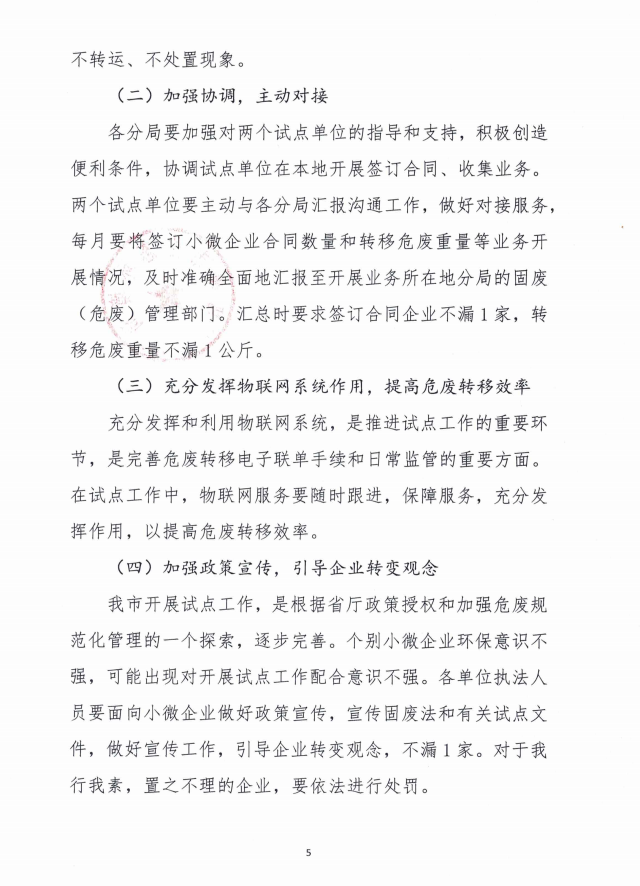 不转运、不处置现象。
（二）加强协调，主动对接
各分局要加强对两个试点单位的指导和支持，积极创造
便利条件，协调试点单位在本地开展签订合同、收集业务。
两个试点单位要主动与各分局汇报沟通工作，做好对接服务，
每月要将签订小微企业合同数量和转移危废重量等业务开
展情况，及时准确全面地汇报至开展业务所在地分局的固废
（危废）管理部门。汇总时要求签订合同企业不漏1家，转
移危废重量不漏1公斤。
（三）充分发挥物联网系统作用，提高危废转移效率
充分发挥和利用物联网系统，是推进试点工作的重要环
节，是完善危废转移电子联单手续和日常监管的重要方面。
在试点工作中，物联网服务要随时跟进，保障服务，充分发
挥作用，以提高危废转移效率。
（四）加强政策宣传，引导企业转变观念
我市开展试点工作，是根据省厅政策授权和加强危废规
范化管理的一个探索，逐步完善。个别小微企业环保意识不
强，可能出现对开展试点工作配合意识不强。各单位执法人
员要面向小微企业做好政策宣传，宣传固废法和有关试点文
件，做好宣传工作，引导企业转变观念，不漏1家。对于我
行我素，置之不理的企业，要依法进行处罚。
5